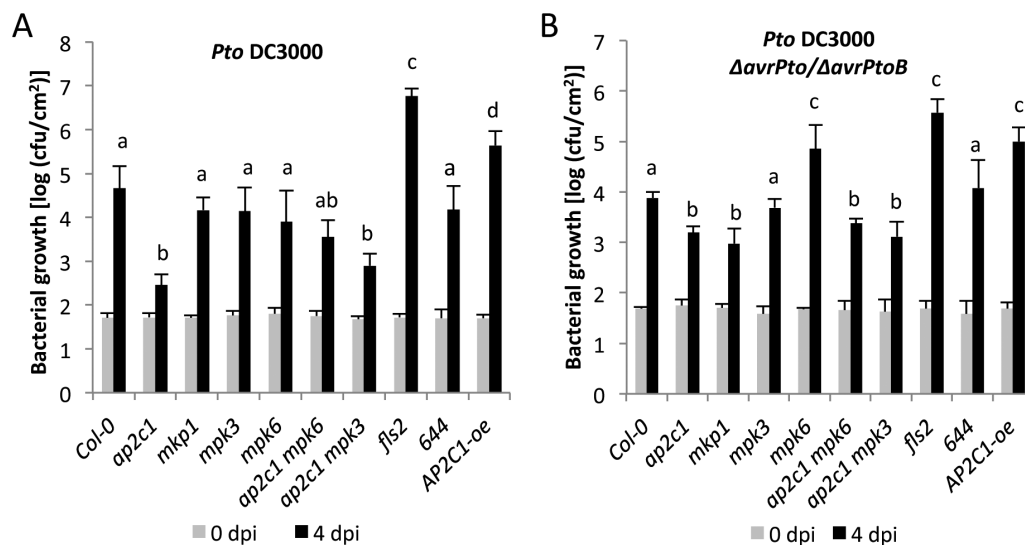 A
Pto DC3000
Bacterial growth [log (cfu/cm²)]
8
7
6
5
4
3
2
1
0
a
b
a
a
a
ab
b
c
a
d
Col-0
ap2c1
mkp1
mpk3
mpk6
ap2c1 mpk6
ap2c1 mpk3
fls2
644
AP2C1-oe
0 dpi
4 dpi
B
Pto DC3000
ΔavrPto/ΔavrPtoB
Bacterial growth [log (cfu/cm²)]
7
6
5
4
3
2
1
0
a
b
b
a
c
b
b
c
a
c
Col-0
ap2c1
mkp1
mpk3
mpk6
ap2c1 mpk6
ap2c1 mpk3
fls2
644
AP2C1-oe
0 dpi
4 dpi